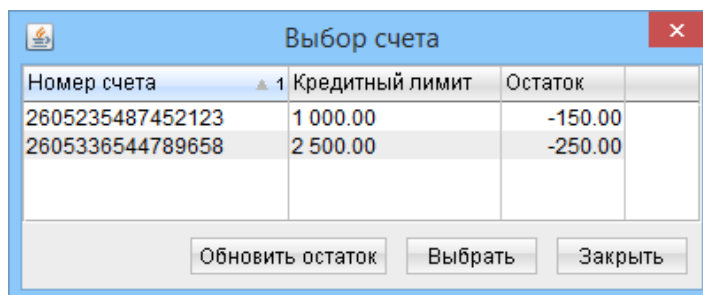 Выбор счета
Номер счета 1 Кредитный лимит Остаток
2605235487452123 1 000.00 -150.00
2605336544789658 2 500.00 -250.00
Обновить остаток Выбрать Закрыть